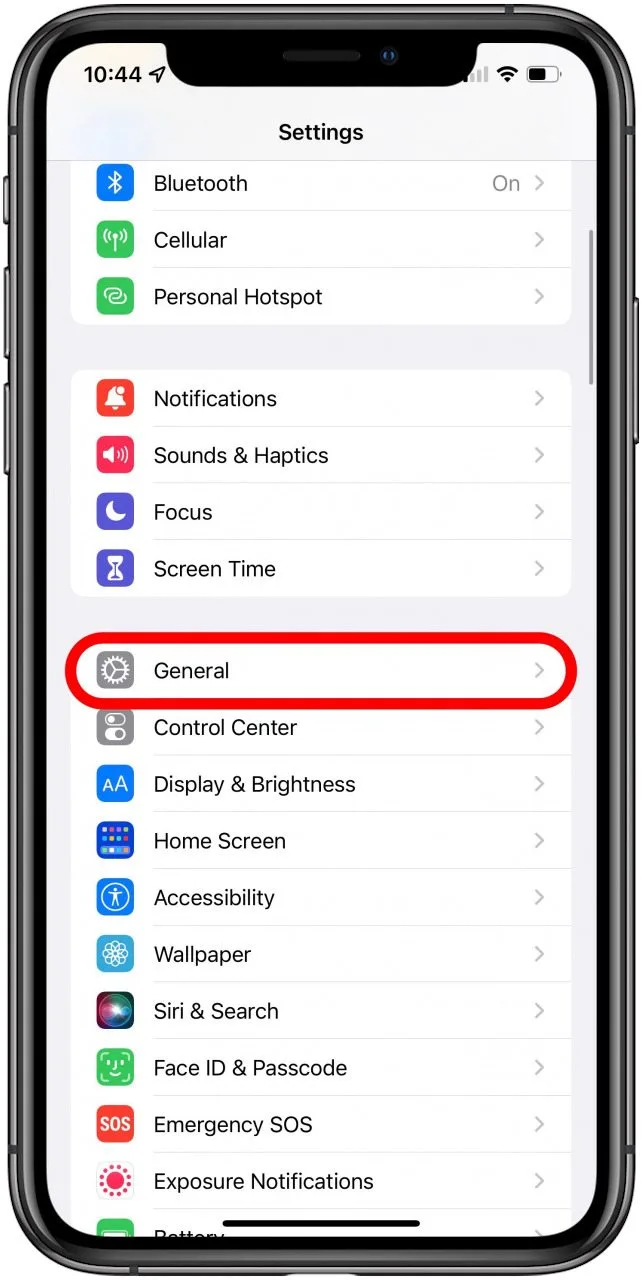 10:44
Settings
Bluetooth On
Cellular
Personal Hotspot
Notifications
Sounds & Haptics
Focus
Screen Time
General
Control Center
AA Display & Brightness
Home Screen
Accessibility
Wallpaper
Siri & Search
Face ID & Passcode
SOS Emergency SOS
Exposure Notifications
Battery